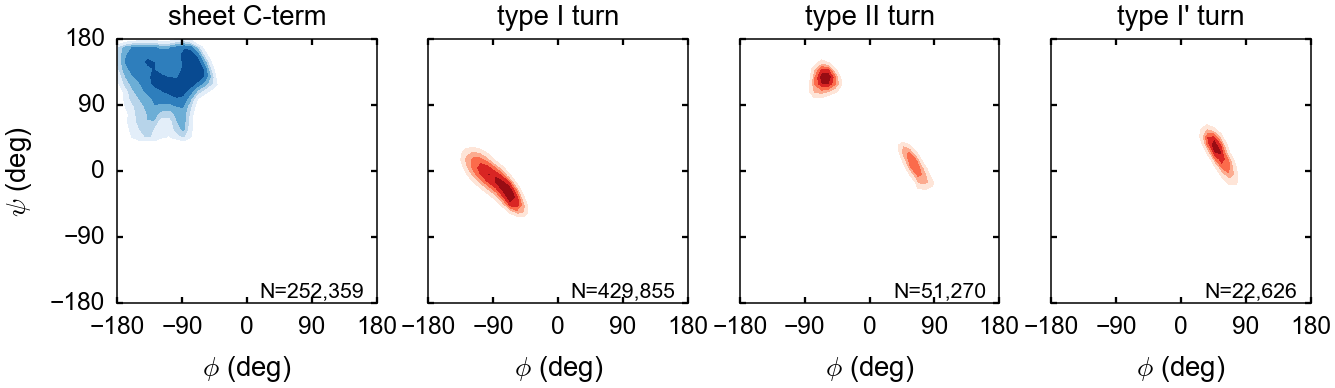 sheet C-term type I turn type II turn type I' turn
180
90
0
−90
−180
ψ (deg)
N=252,359 N=429,855 N=51,270 N=22,626
−180 −90 0 90 180 −180 −90 0 90 180 −180 −90 0 90 180 −180 −90 0 90 180
ϕ (deg) ϕ (deg) ϕ (deg) ϕ (deg)